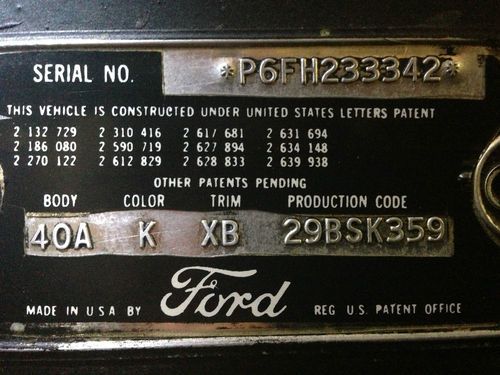 SERIAL NO. *P6FH233342*
THIS VEHICLE IS CONSTRUCTED UNDER UNITED STATES LETTERS PATENT
2 132 729 2 310 416 2 617 681 2 631 694
2 186 080 2 590 719 2 627 894 2 634 148
2 270 122 2 612 829 2 628 833 2 639 938
OTHER PATENTS PENDING
BODY COLOR TRIM PRODUCTION CODE
40A K XB 29BSK359
MADE IN U.S.A BY Ford REG U.S. PATENT OFFICE